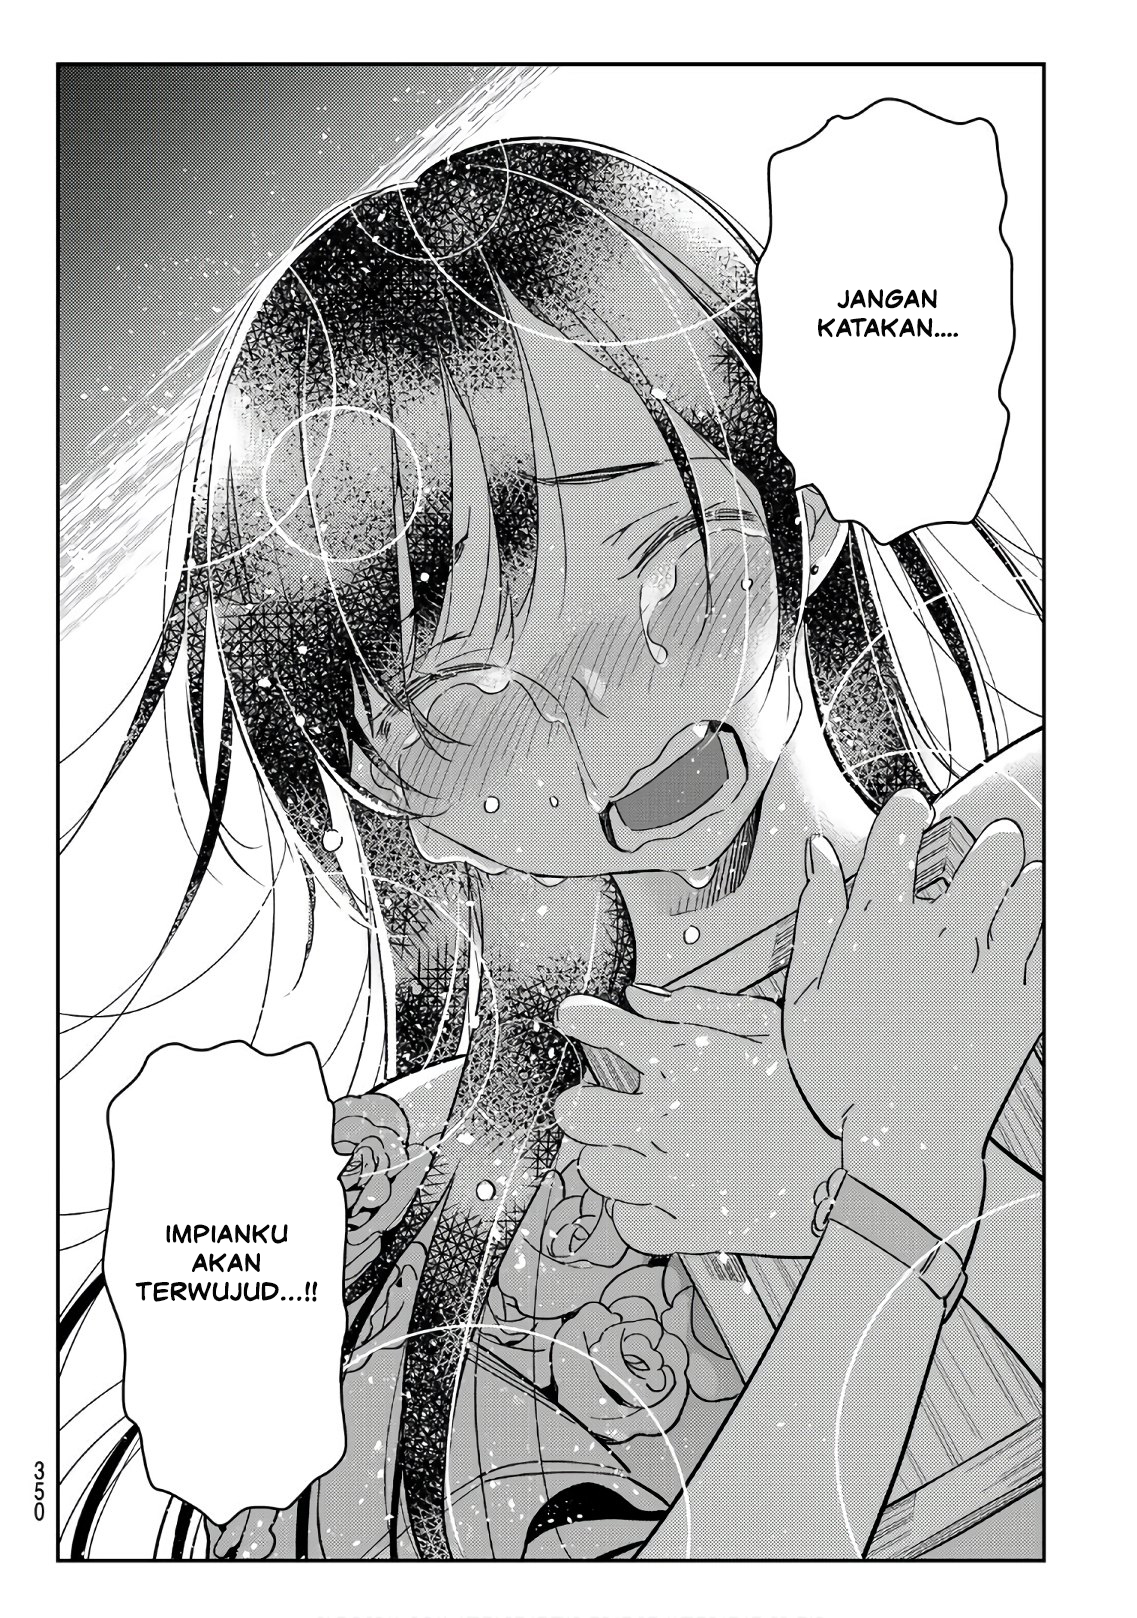 JANGAN
KATAKAN....
IMPIANKU
AKAN
TERWUJUD...!!
350